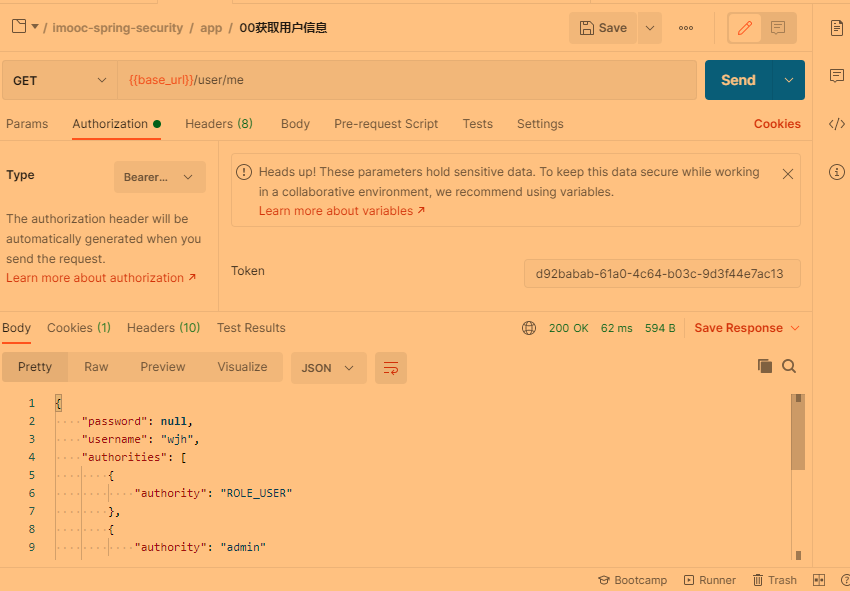 / imooc-spring-security / app / 00获取用户信息
Save
GET
{{base_url}}/user/me
Send
Params Authorization Headers (8) Body Pre-request Script Tests Settings Cookies
Type
Bearer...
The authorization header will be
automatically generated when you
send the request.
Learn more about authorization ↗
Heads up! These parameters hold sensitive data. To keep this data secure while working
in a collaborative environment, we recommend using variables.
Learn more about variables ↗
Token
d92babab-61a0-4c64-b03c-9d3f44e7ac13
Body Cookies (1) Headers (10) Test Results 200 OK 62 ms 594 B Save Response
Pretty Raw Preview Visualize JSON
1 {
2 "password": null,
3 "username": "wjh",
4 "authorities": [
5 {
6 "authority": "ROLE_USER"
7 },
8 {
9 "authority": "admin"
Bootcamp Runner Trash